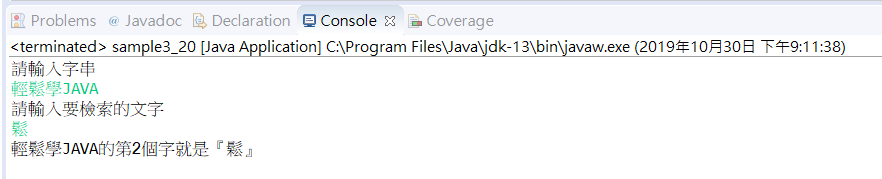 Problems @ Javadoc Declaration Console Coverage
<terminated> sample3_20 [Java Application] C:\Program Files\Java\jdk-13\bin\javaw.exe (2019年10月30日 下午9:11:38)
請輸入字串
輕鬆學JAVA
請輸入要檢索的文字
鬆
輕鬆學JAVA的第2個字就是『鬆』